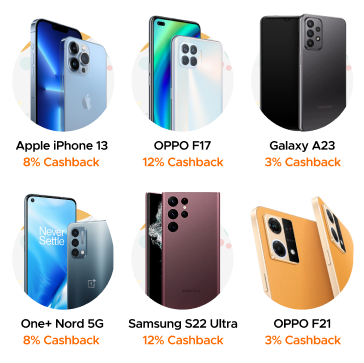 Apple iPhone 13
8% Cashback
OPPO F17
12% Cashback
Galaxy A23
3% Cashback
Never
Settle
One+ Nord 5G
8% Cashback
Samsung S22 Ultra
12% Cashback
OPPO F21
3% Cashback